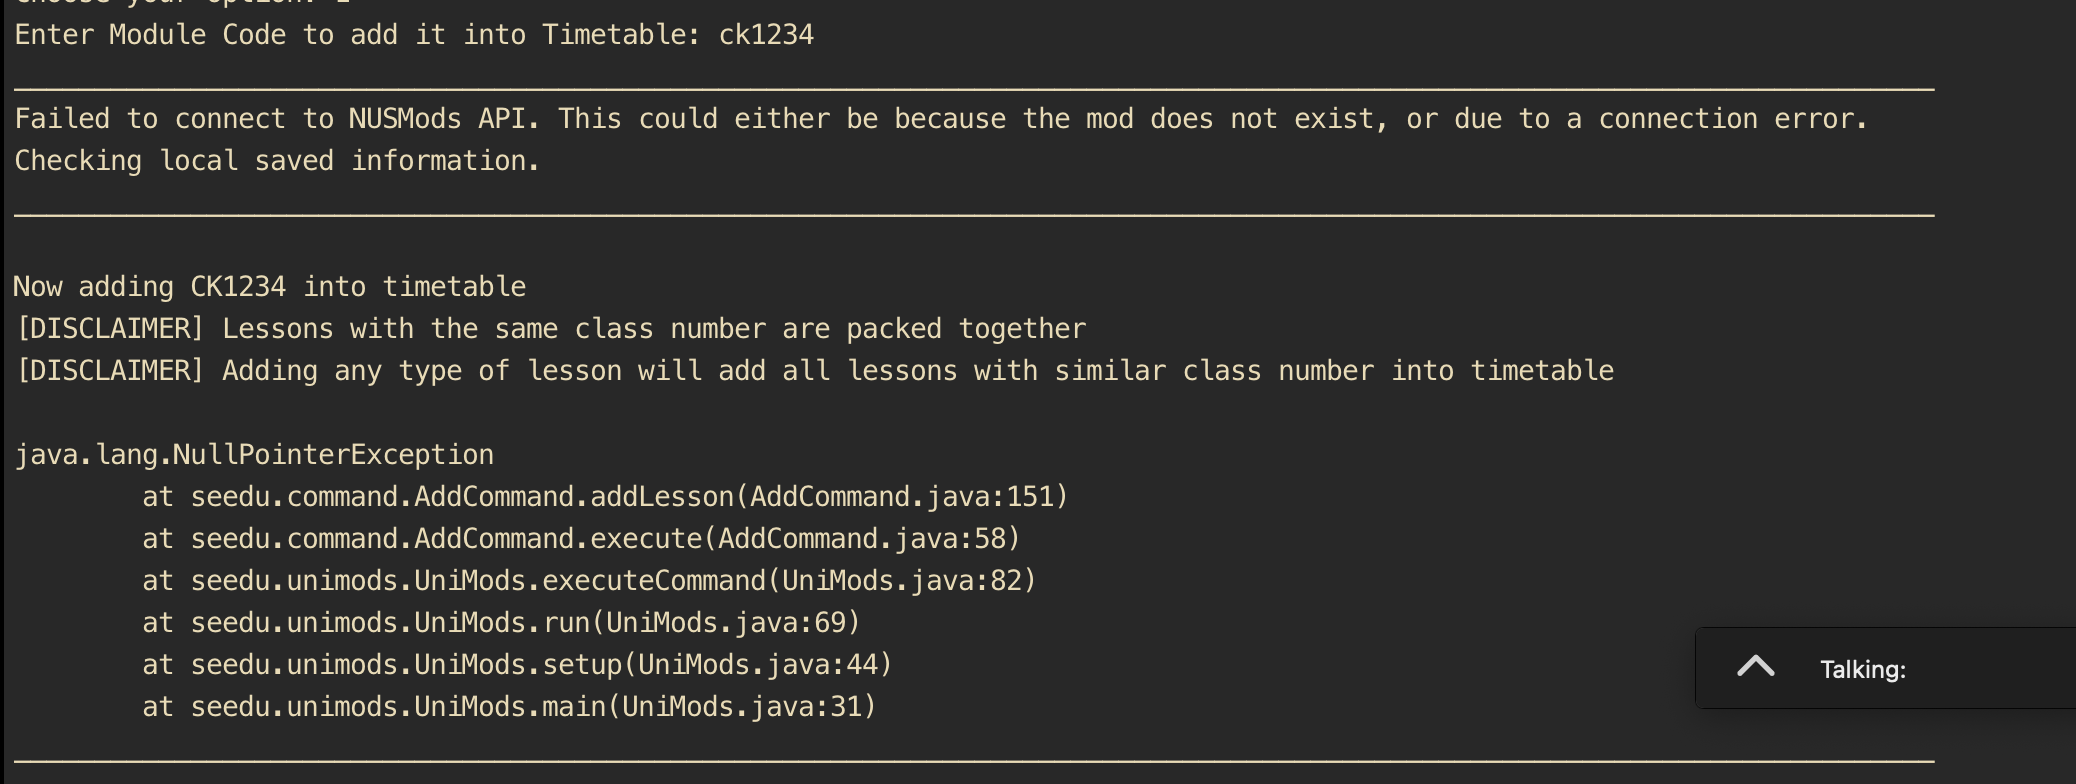 Choose your option: 1
Enter Module Code to add it into Timetable: ck1234
Failed to connect to NUSMods API. This could either be because the mod does not exist, or due to a connection error.
Checking local saved information.
Now adding CK1234 into timetable
[DISCLAIMER] Lessons with the same class number are packed together
[DISCLAIMER] Adding any type of lesson will add all lessons with similar class number into timetable
java.lang.NullPointerException
at seedu.command.AddCommand.addLesson(AddCommand.java:151)
at seedu.command.AddCommand.execute(AddCommand.java:58)
at seedu.unimods.UniMods.executeCommand(UniMods.java:82)
at seedu.unimods.UniMods.run(UniMods.java:69)
at seedu.unimods.UniMods.setup(UniMods.java:44)
at seedu.unimods.UniMods.main(UniMods.java:31)
Talking: